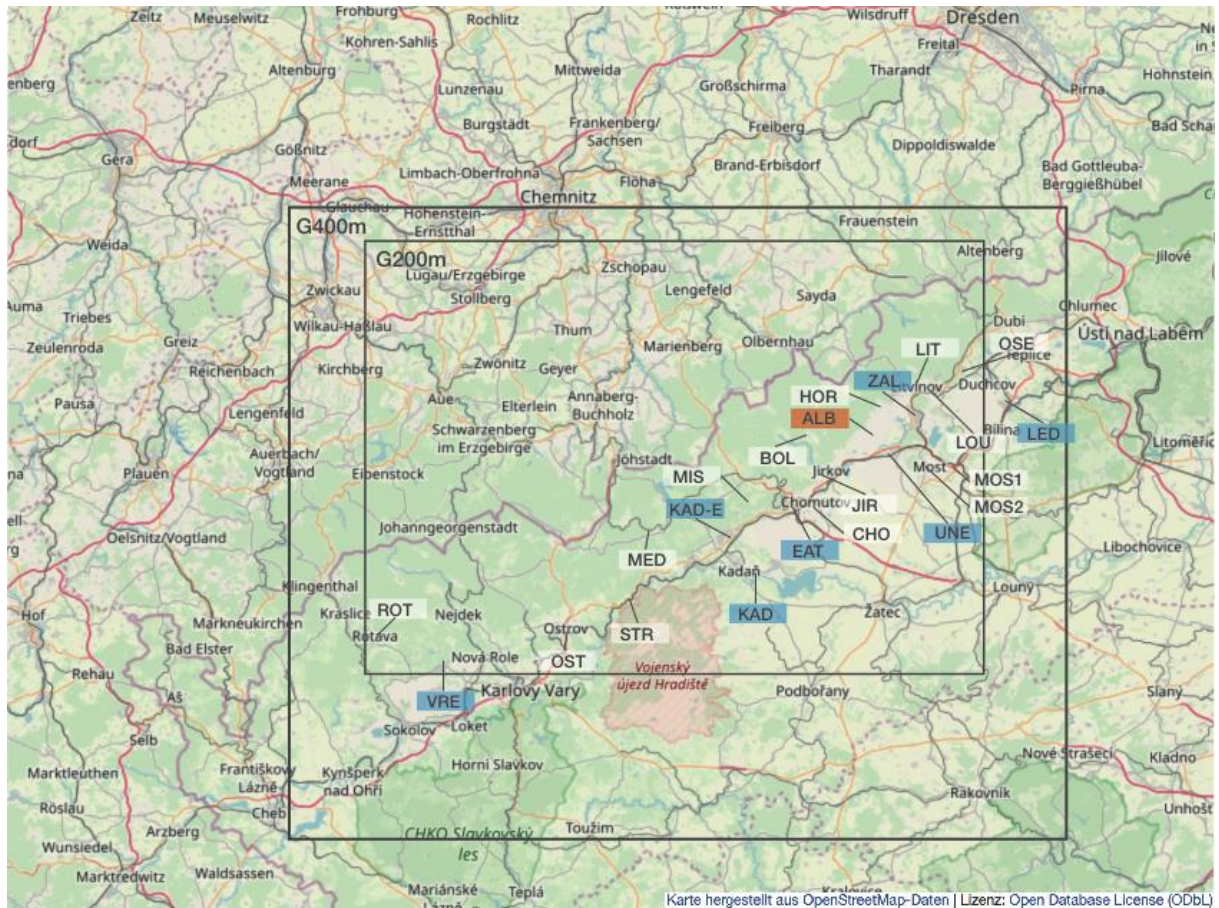 Zeitz
Meuselwitz
Frohburg
Rochlitz
Wilsdruff
Dresden
Kohren-Sahlis
Freital
Altenburg
Mittweida
Tharandt
Hohnstein
Lunzenau
Großschirma
Pirna
Burgstädt
Frankenberg/
Sachsen
Freiberg
Bad Scha
dorf
Gößnitz
Dippoldiswalde
Gera
Limbach-Oberfrohna
Flöha
Brand-Erbisdorf
Bad Gottleuba-
Berggießhübel
Meerane
Chemnitz
Glauchau
Hohenstein-
Ernstthal
Frauenstein
G400m
Weida
Altenberg
Jílové
G200m
Lugau/Erzgebirge
Zschopau
Stollberg
Lengefeld
Sayda
Zwickau
Auma
Triebes
Wilkau-Haßlau
Thum
Chlumec
Dubí
Ústí nad Labem
Zeulenroda
Greiz
Marienberg
Olbernhau
LIT
OSE
Teplice
Reichenbach
Kirchberg
Zwönitz
Geyer
ZAL
Litvínov
Duchcov
Pausa
Lengenfeld
Aue
Elterlein
Annaberg-
Buchholz
HOR
ALB
Schwarzenberg
im Erzgebirge
Bílina
LED
Litoměřic
Auerbach/
Vogtland
LOU
Plauen
Eibenstock
Jöhstadt
BOL
Jirkov
Most
MIS
MOS1
Chomutov
JIR
MOS2
KAD-E
Johanngeorgenstadt
CHO
UNE
Oelsnitz/Vogtland
EAT
Libochovice
MED
Kadaň
Klingenthal
Louny
Hof
ROT
Kraslice
Nejdek
KAD
Žatec
Markneukirchen
Rotava
Ostrov
STR
Bad Elster
Nová Role
OST
Vojenský
újezd Hradiště
Rehau
Aš
VRE
Karlovy Vary
Podbořany
Slaný
Sokolov
Loket
Selb
Nové Strašecí
Kladno
Marktleuthen
Františkovy
Lázně
Kynšperk
nad Ohří
Horní Slavkov
Röslau
Cheb
Rakovník
Unhošť
Arzberg
CHKO Slavkovský
les
Toužim
Wunsiedel
Waldsassen
Marktredwitz
Mariánské
Lázně
Teplá
Kralovice
Karte hergestellt aus OpenStreetMap-Daten | Lizenz: Open Database License (ODbL)